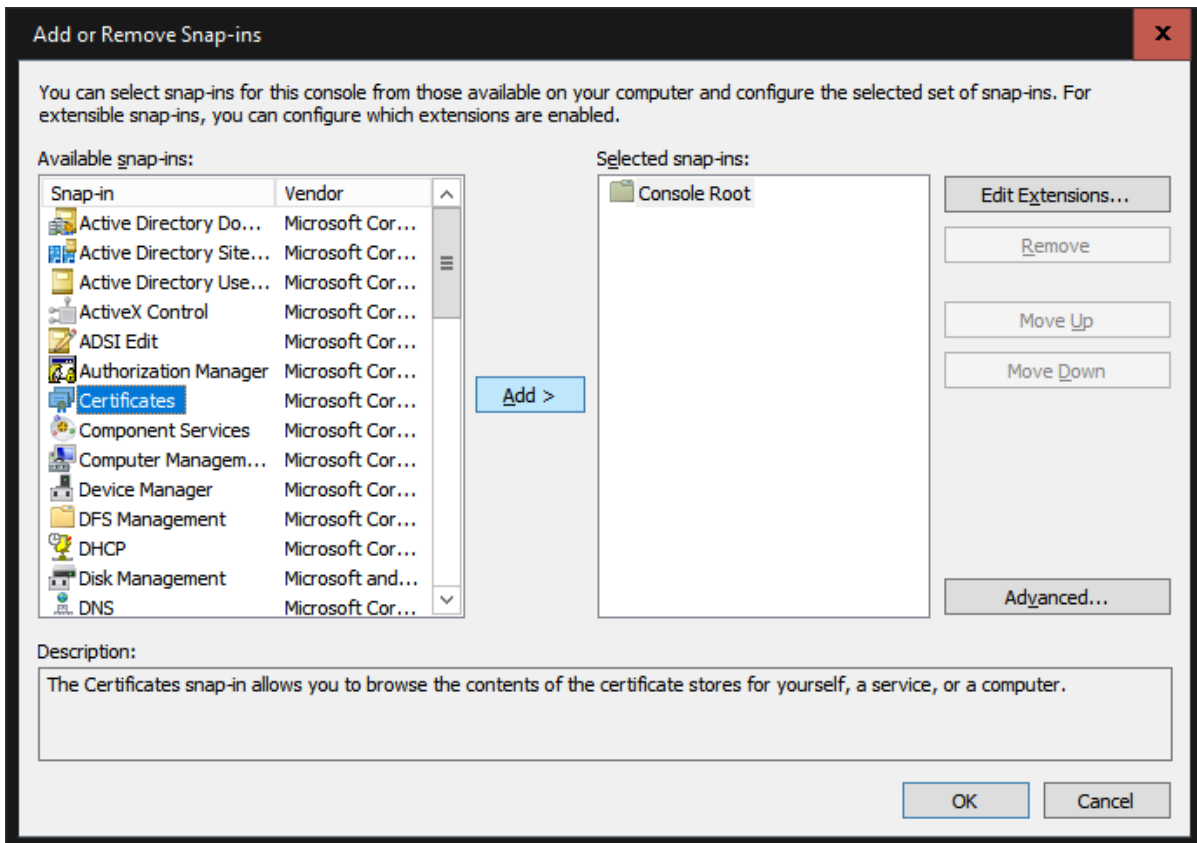 Add or Remove Snap-ins
x
You can select snap-ins for this console from those available on your computer and configure the selected set of snap-ins. For
extensible snap-ins, you can configure which extensions are enabled.
Available snap-ins:
Snap-in Vendor
Active Directory Do... Microsoft Cor...
Active Directory Site... Microsoft Cor...
Active Directory Use... Microsoft Cor...
ActiveX Control Microsoft Cor...
ADSI Edit Microsoft Cor...
Authorization Manager Microsoft Cor...
Certificates Microsoft Cor...
Component Services Microsoft Cor...
Computer Managem... Microsoft Cor...
Device Manager Microsoft Cor...
DFS Management Microsoft Cor...
DHCP Microsoft Cor...
Disk Management Microsoft and...
DNS Microsoft Cor...
Add >
Selected snap-ins:
Console Root
Edit Extensions...
Remove
Move Up
Move Down
Advanced...
Description:
The Certificates snap-in allows you to browse the contents of the certificate stores for yourself, a service, or a computer.
OK Cancel